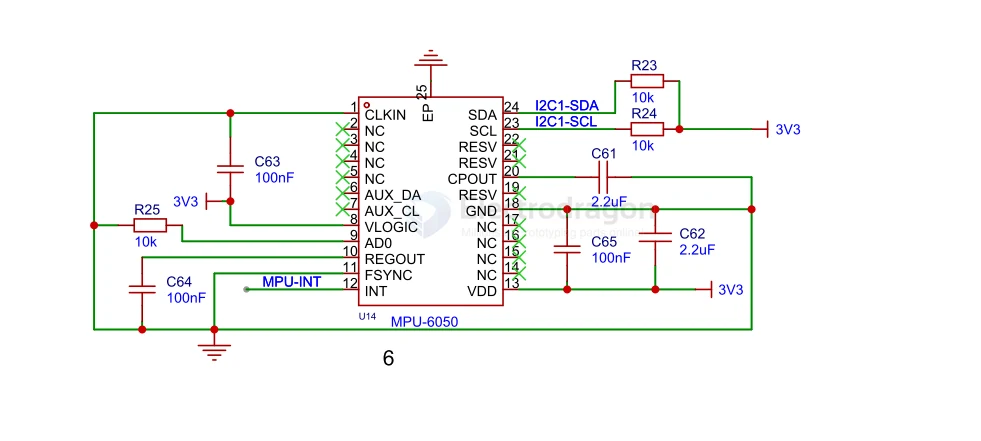 R23
10k
R24
10k
I2C1-SDA
I2C1-SCL
3V3
25
EP
1 CLKIN
2 NC
3 NC
4 NC
5 NC
6 AUX_DA
7 AUX_CL
8 VLOGIC
9 AD0
10 REGOUT
11 FSYNC
12 INT
SDA 24
SCL 23
RESV 22
RESV 21
CPOUT 20
RESV 19
GND 18
NC 17
NC 16
NC 15
NC 14
VDD 13
C63
100nF
3V3
R25
10k
C64
100nF
MPU-INT
C61
2.2uF
C65
100nF
C62
2.2uF
3V3
U14
MPU-6050
6